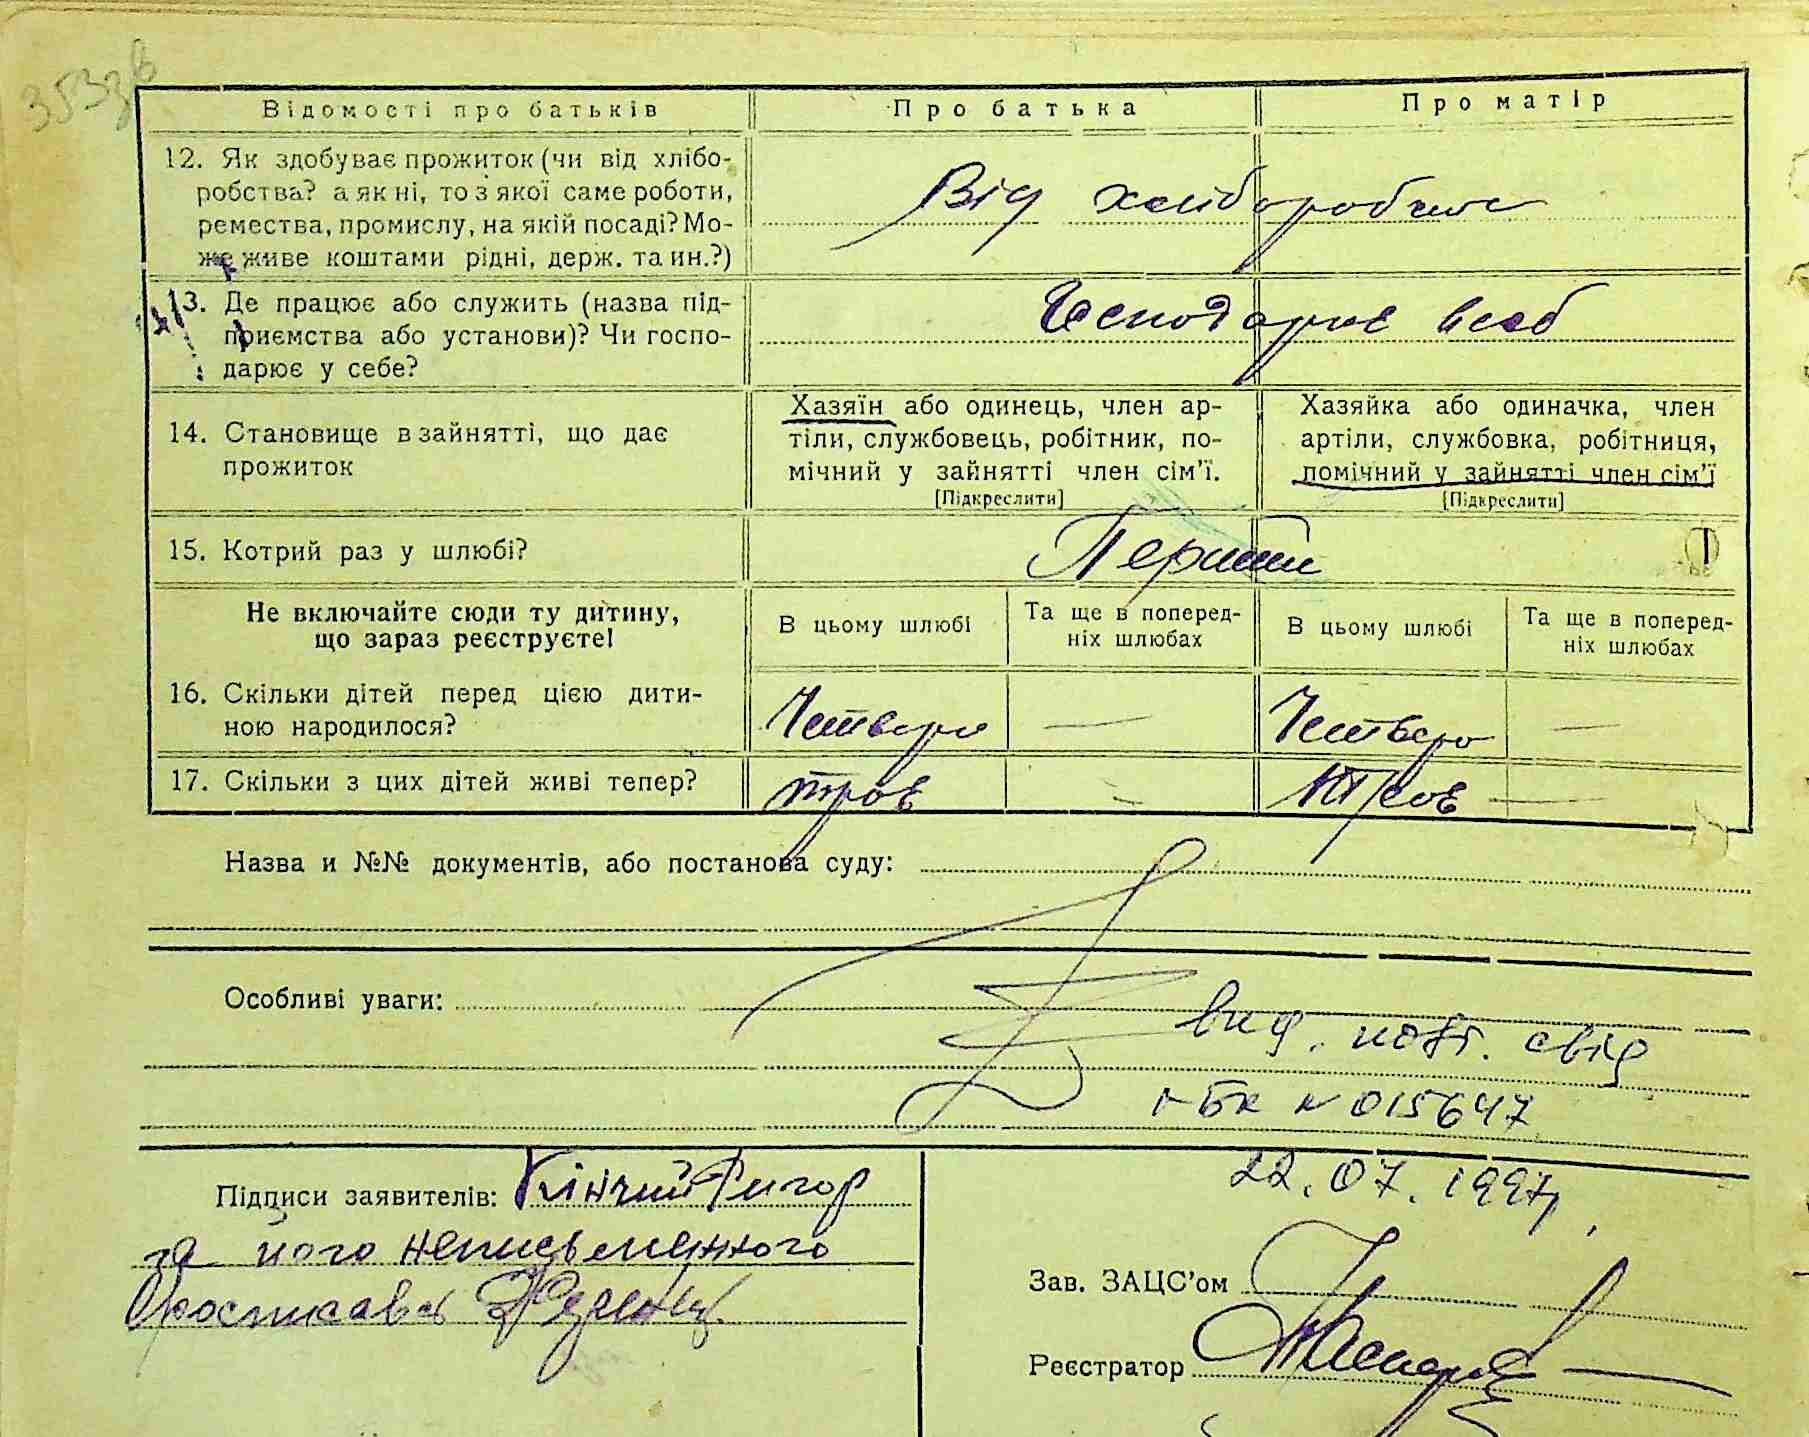 353зв
Відомості про батьків Про батька Про матір
12. Як здобуває прожиток (чи від хлібо-
робства? а як ні, то з якої саме роботи,
ремества, промислу, на якій посаді? Мо-
же живе коштами рідні, держ. та ин.?)
Від хліборобства
13. Де працює або служить (назва під-
приємства або установи)? Чи госпо-
дарює у себе?
Господарює в себе
14. Становище в зайнятті, що дає
прожиток
Хазяїн або одинець, член ар-
тіли, службовець, робітник, по-
мічний у зайнятті член сім'ї.
[Підкреслити]
Хазяйка або одиначка, член
артіли, службовка, робітниця,
помічний у зайнятті член сім'ї
[Підкреслити]
15. Котрий раз у шлюбі? Перший
Не включайте сюди ту дитину,
що зараз реєструєте!
В цьому шлюбі
Та ще в поперед-
ніх шлюбах
В цьому шлюбі
Та ще в поперед-
ніх шлюбах
16. Скільки дітей перед цією дити-
ною народилося?
Четверо — Четверо —
17. Скільки з цих дітей живі тепер? троє — троє —
Назва и №№ документів, або постанова суду:
Особливі уваги:
вид. повт. свід
І-БК № 015647
22.07.1997р.
Підписи заявителів: Кінчий Григор
за його неписьменного
Зав. ЗАЦС'ом
Реєстратор